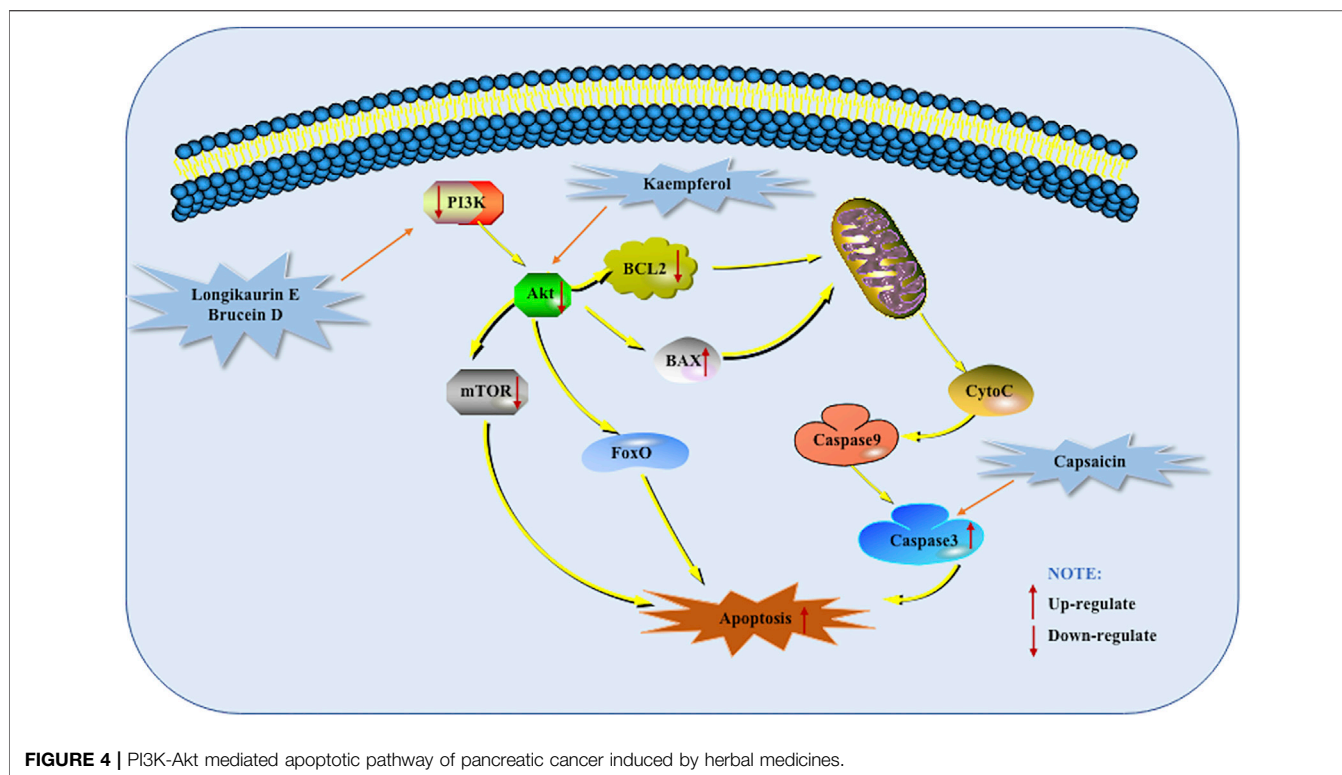 PI3K
Kaempferol
BCL2
Akt
Longikaurin E
Brucein D
BAX
mTOR
CytoC
Caspase9
FoxO
Capsaicin
Caspase3
NOTE:
Up-regulate
Down-regulate
Apoptosis
FIGURE 4 | PI3K-Akt mediated apoptotic pathway of pancreatic cancer induced by herbal medicines.